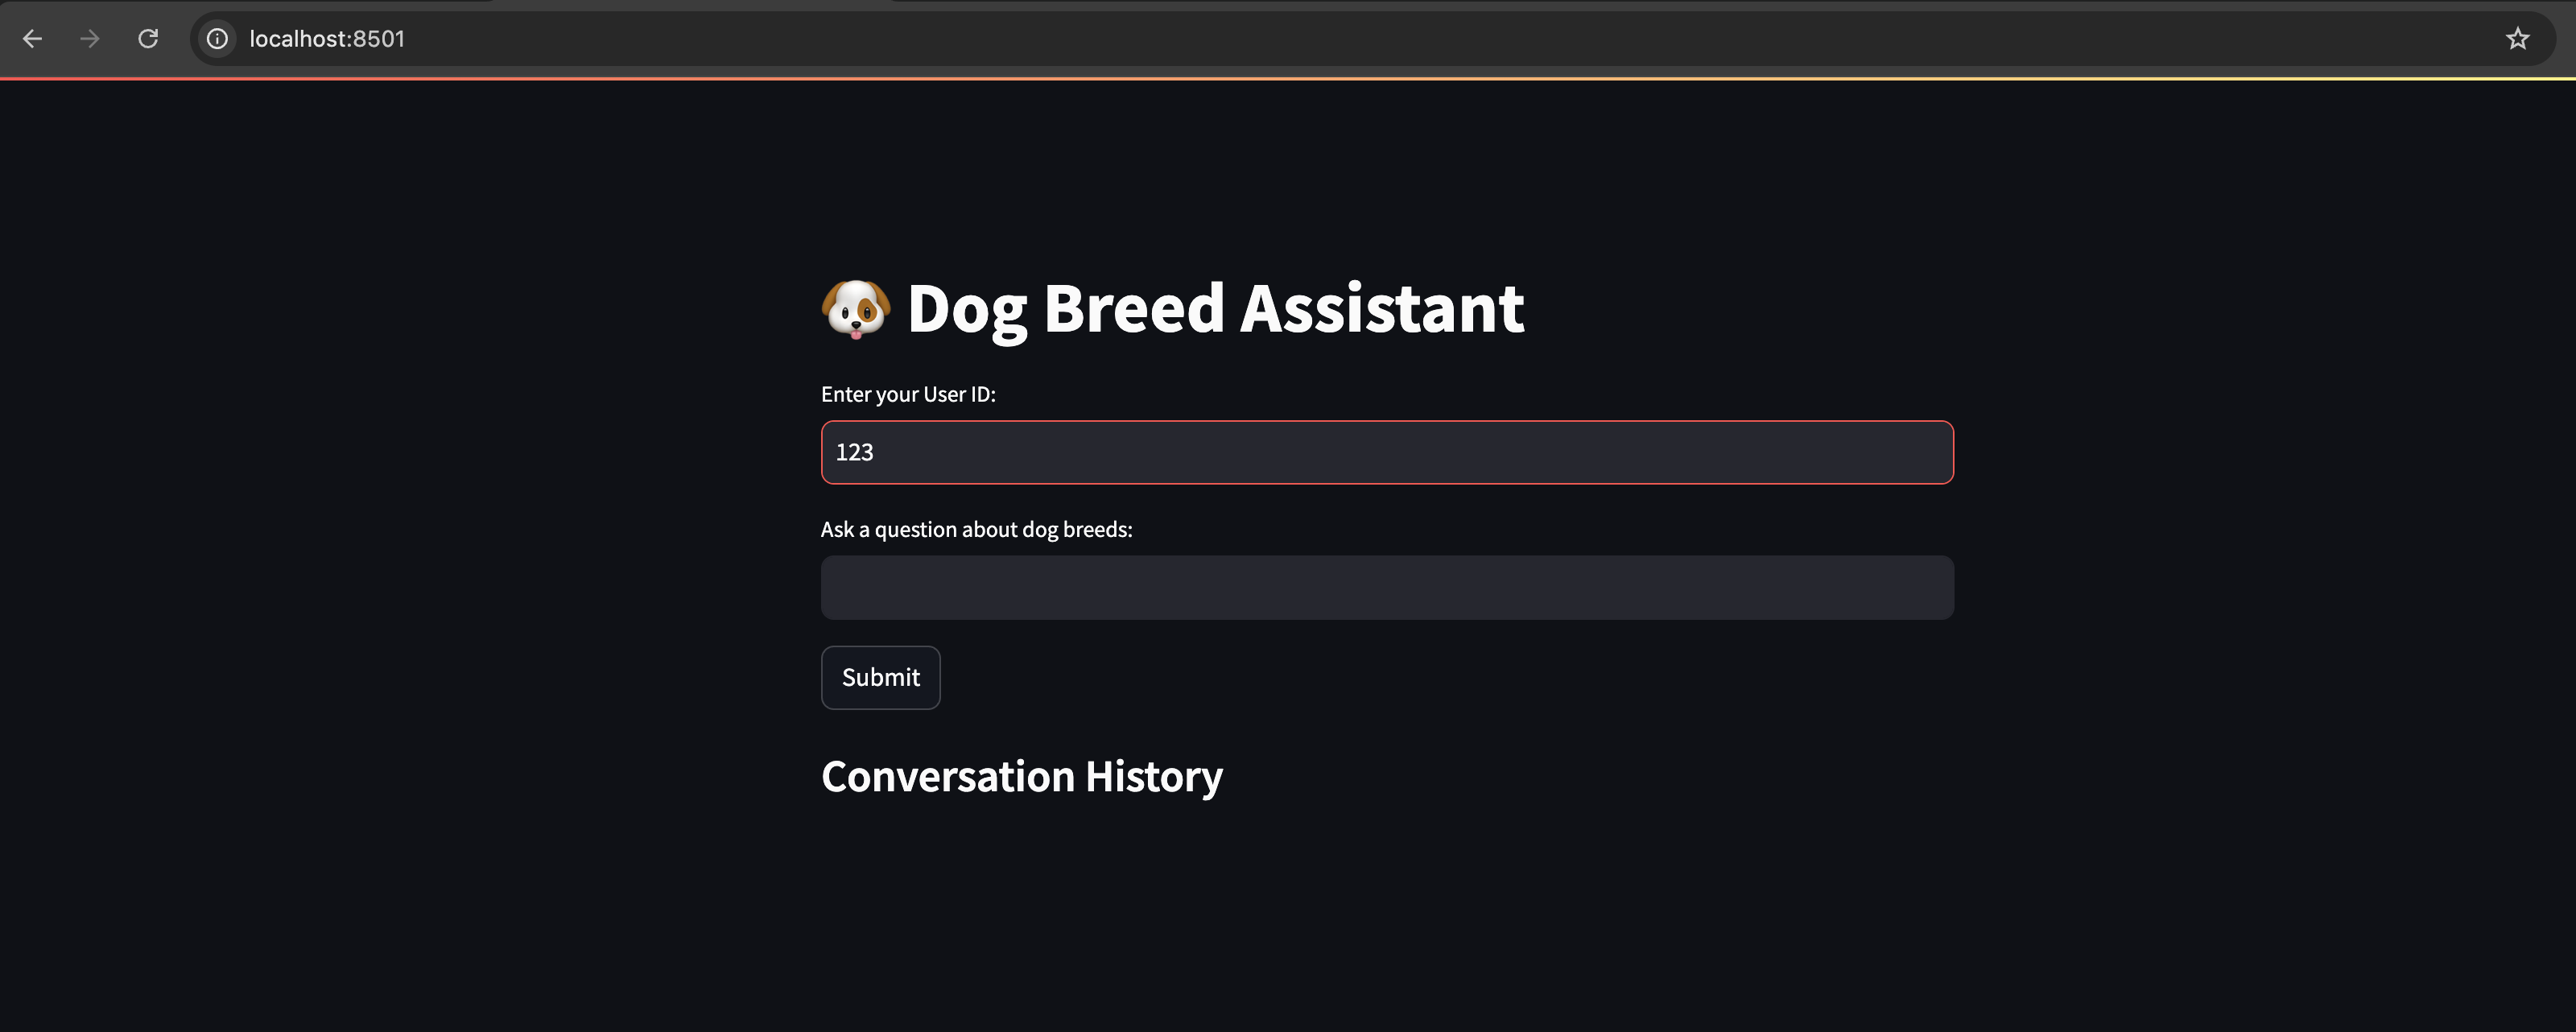 localhost:8501
Dog Breed Assistant
Enter your User ID:
123
Ask a question about dog breeds:
Submit
Conversation History